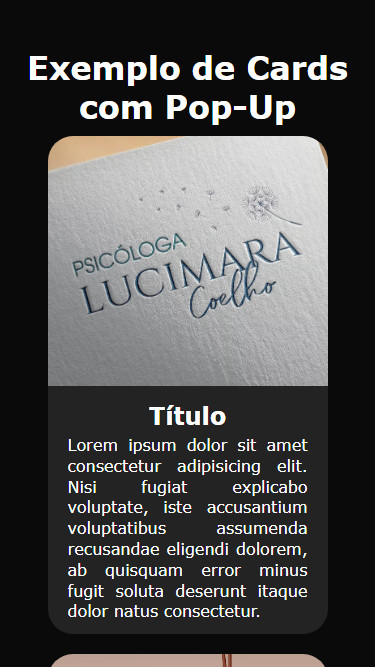 Exemplo de Cards
com Pop-Up
PSICÓLOGA
LUCIMARA
Coelho
Título
Lorem ipsum dolor sit amet
consectetur adipisicing elit.
Nisi fugiat explicabo
voluptate, iste accusantium
voluptatibus assumenda
recusandae eligendi dolorem,
ab quisquam error minus
fugit soluta deserunt itaque
dolor natus consectetur.